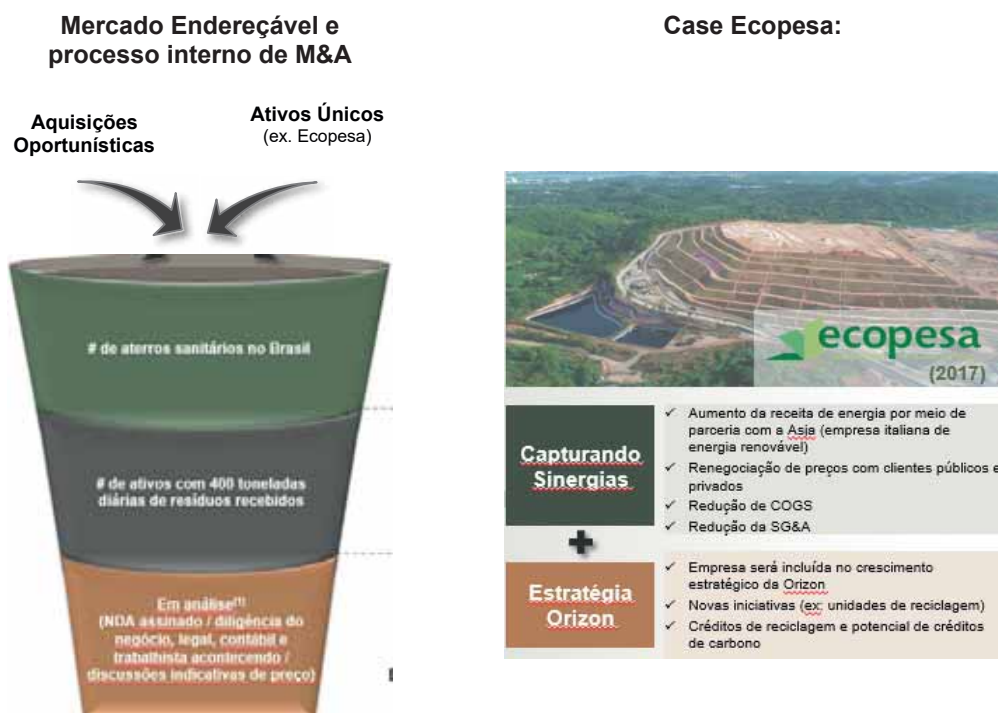 Mercado Endereçável e
processo interno de M&A
Aquisições
Oportunísticas
Ativos Únicos
(ex. Ecopesa)
# de aterros sanitários no Brasil
# de ativos com 400 toneladas
diárias de resíduos recebidos
Em análise(1)
(NDA assinado / diligência do
negócio, legal, contábil e
trabalhista acontecendo /
discussões indicativas de preço)
Case Ecopesa:
ecopesa
(2017)
Capturando
Sinergias
✓ Aumento da receita de energia por meio de
parceria com a Asja (empresa italiana de
energia renovável)
✓ Renegociação de preços com clientes públicos e
privados
✓ Redução de COGS
✓ Redução da SG&A
Estratégia
Orizon
✓ Empresa será incluída no crescimento
estratégico da Orizon
✓ Novas iniciativas (ex: unidades de reciclagem)
✓ Créditos de reciclagem e potencial de créditos
de carbono